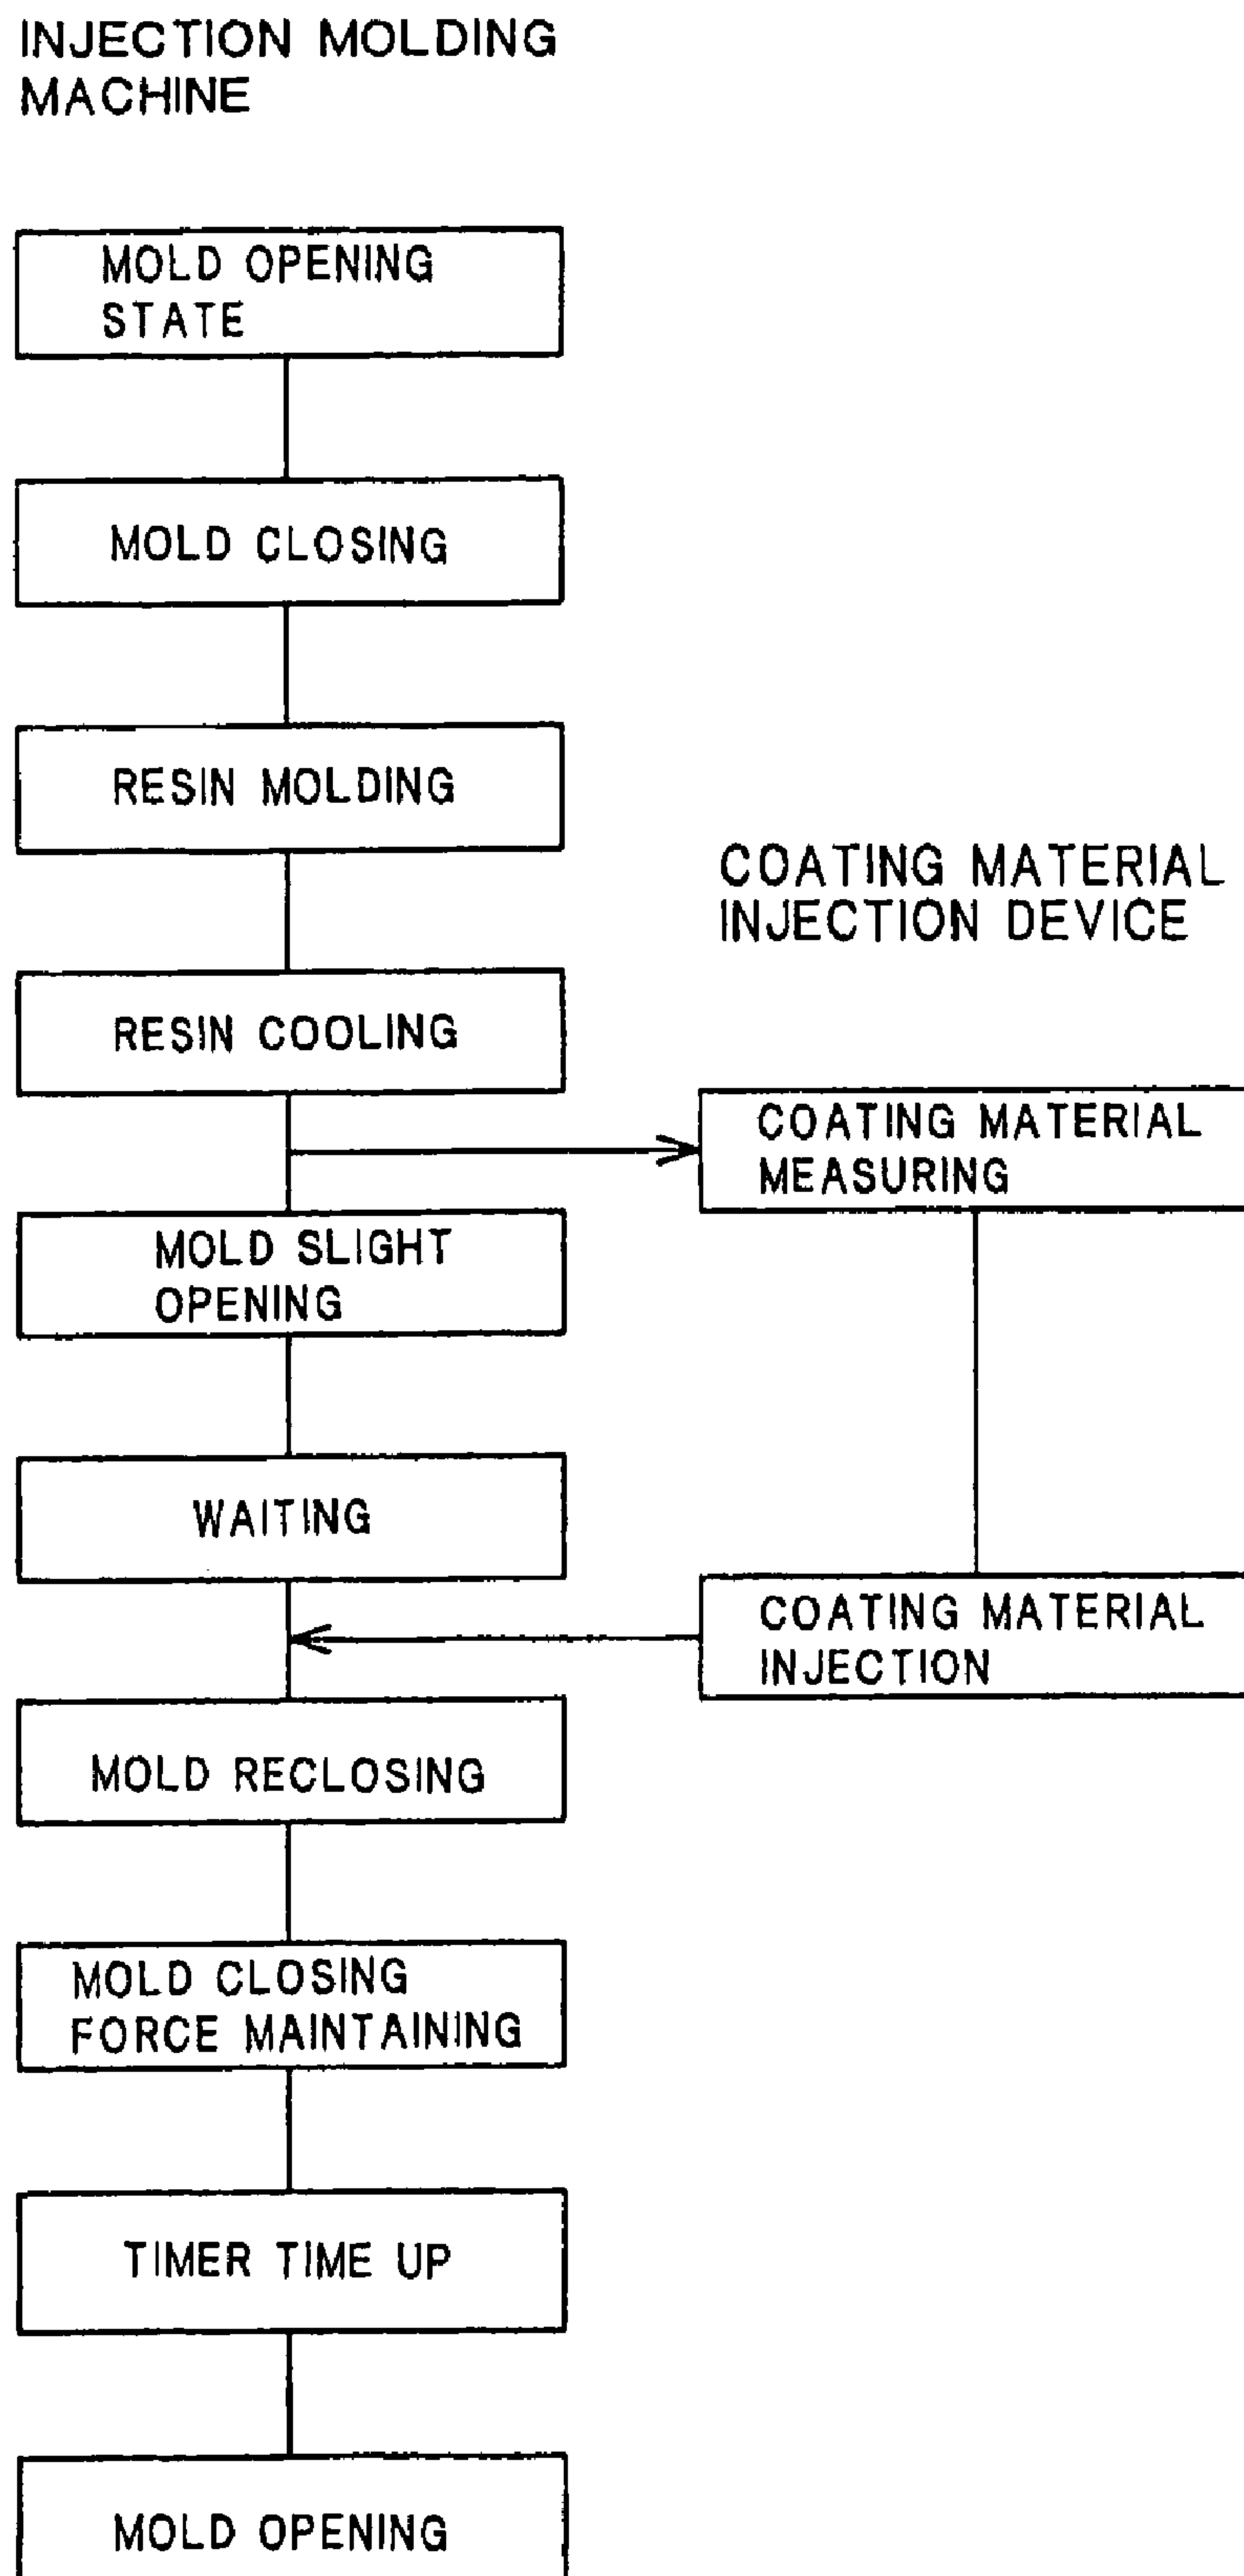 INJECTION MOLDING
MACHINE
MOLD OPENING
STATE
MOLD CLOSING
RESIN MOLDING
RESIN COOLING
MOLD SLIGHT
OPENING
WAITING
MOLD RECLOSING
MOLD CLOSING
FORCE MAINTAINING
TIMER TIME UP
MOLD OPENING
COATING MATERIAL
INJECTION DEVICE
COATING MATERIAL
MEASURING
COATING MATERIAL
INJECTION